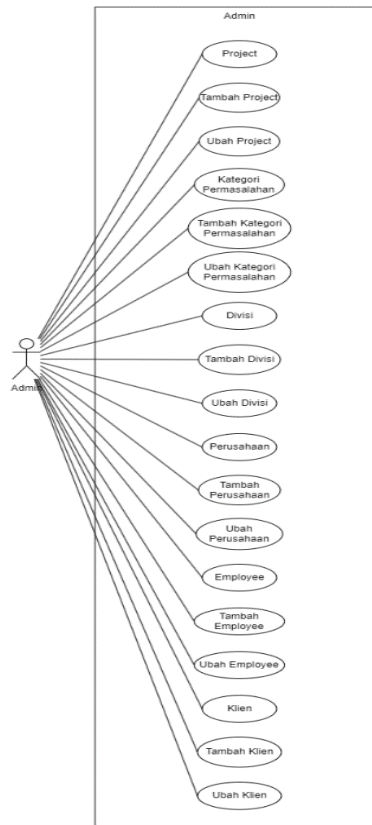 Admin
Project
Tambah Project
Ubah Project
Kategori
Permasalahan
Tambah Kategori
Permasalahan
Ubah Kategori
Permasalahan
Divisi
Tambah Divisi
Ubah Divisi
Perusahaan
Tambah
Perusahaan
Ubah
Perusahaan
Employee
Tambah
Employee
Ubah Employee
Klien
Tambah Klien
Ubah Klien
Admin